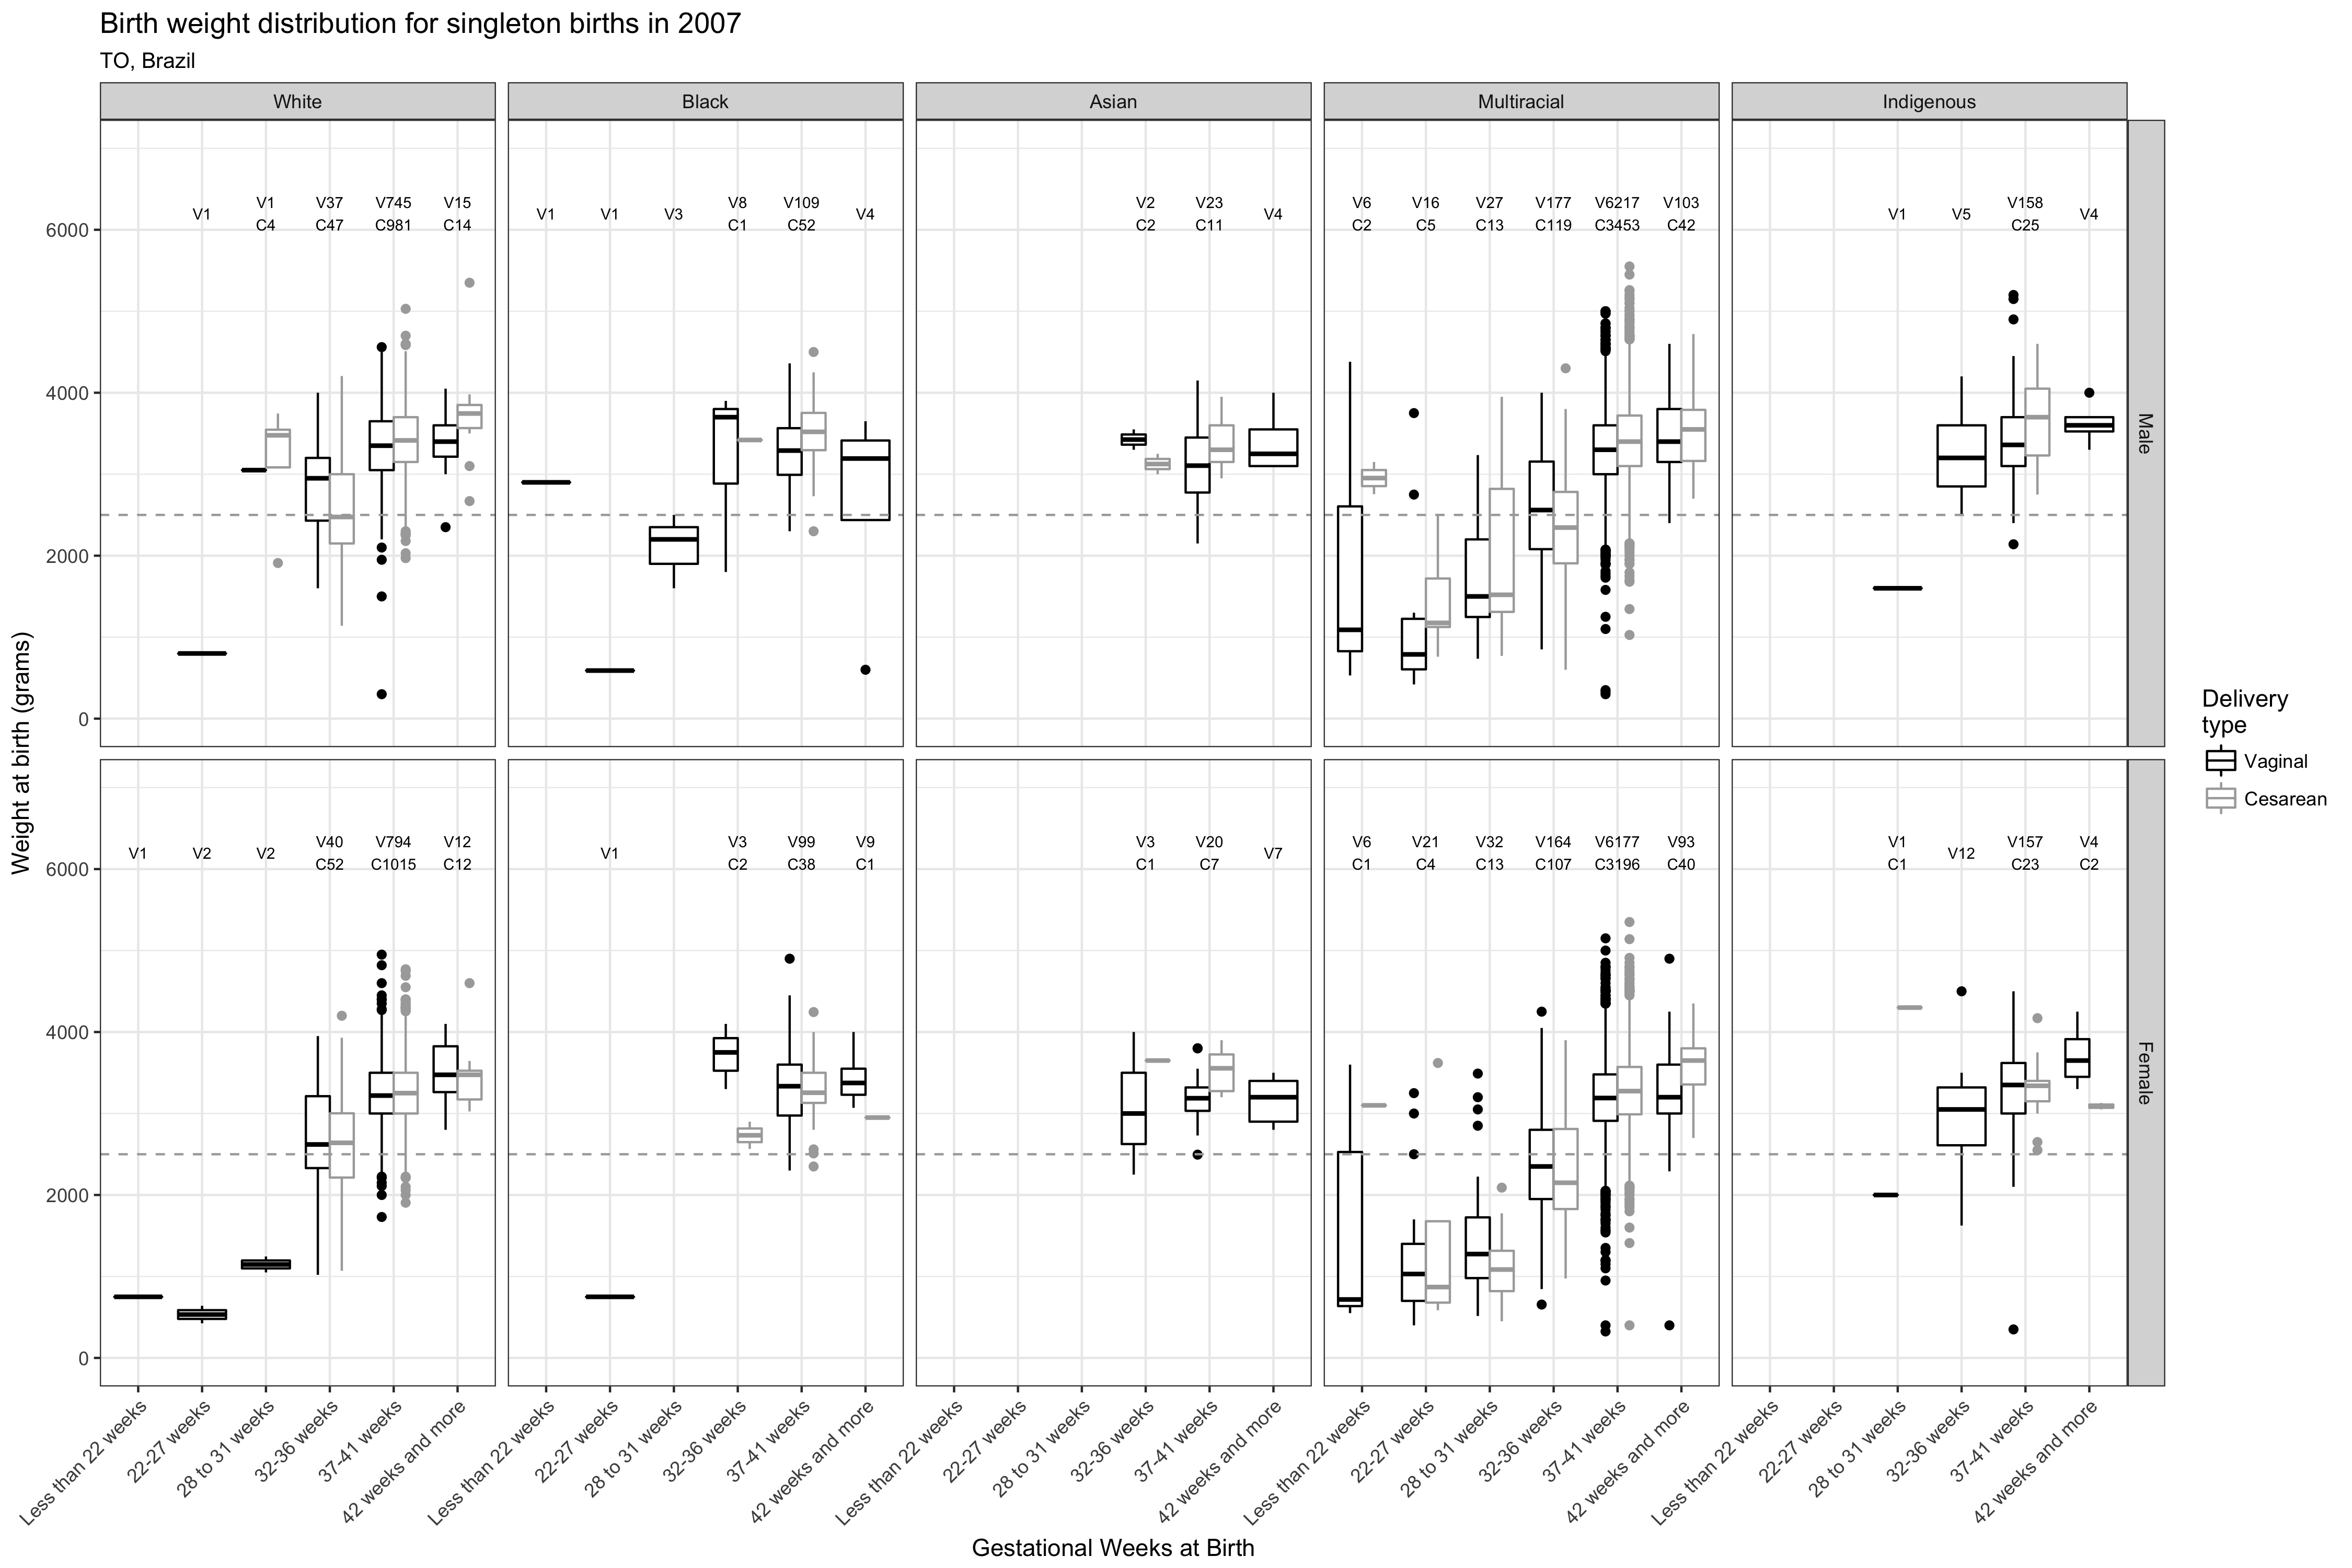 Birth weight distribution for singleton births in 2007
TO, Brazil
White
Black
Asian
Multiracial
Indigenous
Weight at birth (grams)
6000
4000
2000
0
V1
V1
C4
V37
C47
V745
C981
V15
C14
V1
V1
V3
V8
C1
V109
C52
V4
V2
C2
V23
C11
V4
V6
C2
V16
C5
V27
C13
V177
C119
V6217
C3453
V103
C42
V1
V5
V158
C25
V4
Male
6000
4000
2000
0
V1
V2
V2
V40
C52
V794
C1015
V12
C12
V1
V3
C2
V99
C38
V9
C1
V3
C1
V20
C7
V7
V6
C1
V21
C4
V32
C13
V164
C107
V6177
C3196
V93
C40
V1
C1
V12
V157
C23
V4
C2
Female
Less than 22 weeks
22-27 weeks
28 to 31 weeks
32-36 weeks
37-41 weeks
42 weeks and more
Less than 22 weeks
22-27 weeks
28 to 31 weeks
32-36 weeks
37-41 weeks
42 weeks and more
Less than 22 weeks
22-27 weeks
28 to 31 weeks
32-36 weeks
37-41 weeks
42 weeks and more
Less than 22 weeks
22-27 weeks
28 to 31 weeks
32-36 weeks
37-41 weeks
42 weeks and more
Less than 22 weeks
22-27 weeks
28 to 31 weeks
32-36 weeks
37-41 weeks
42 weeks and more
Gestational Weeks at Birth
Delivery
type
Vaginal
Cesarean